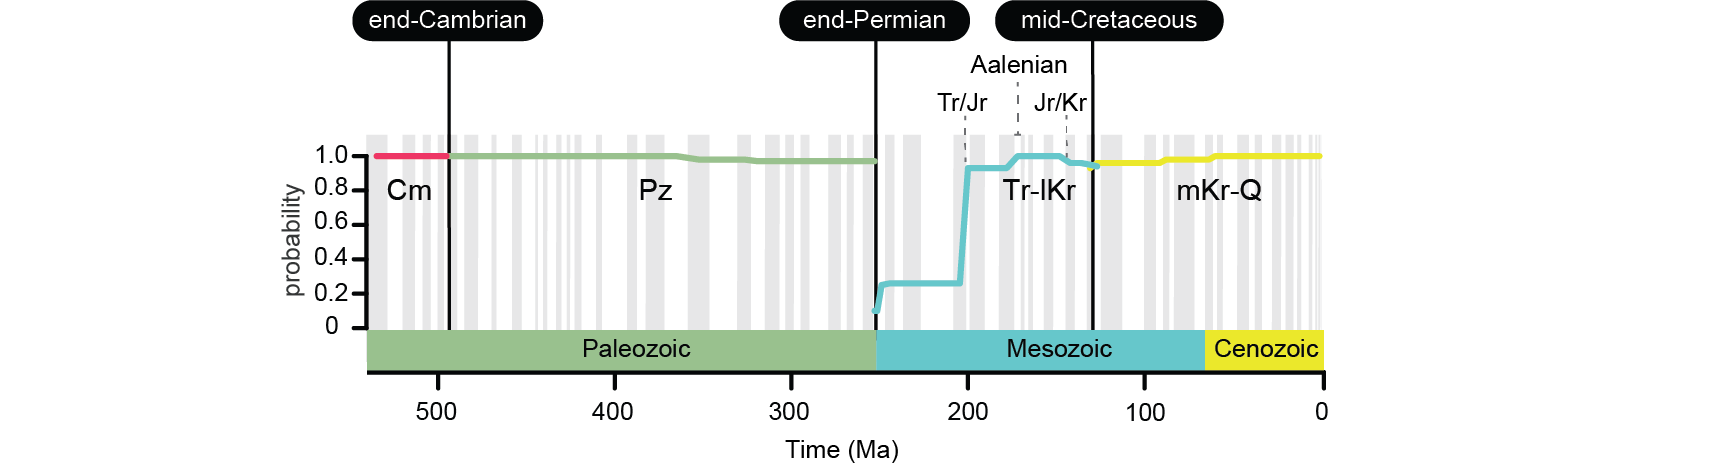 end-Cambrian
end-Permian
mid-Cretaceous
Aalenian
Tr/Jr
Jr/Kr
probability
1.0
0.8
0.6
0.4
0.2
0
Cm
Pz
Tr-lKr
mKr-Q
Paleozoic
Mesozoic
Cenozoic
500
400
300
200
100
0
Time (Ma)